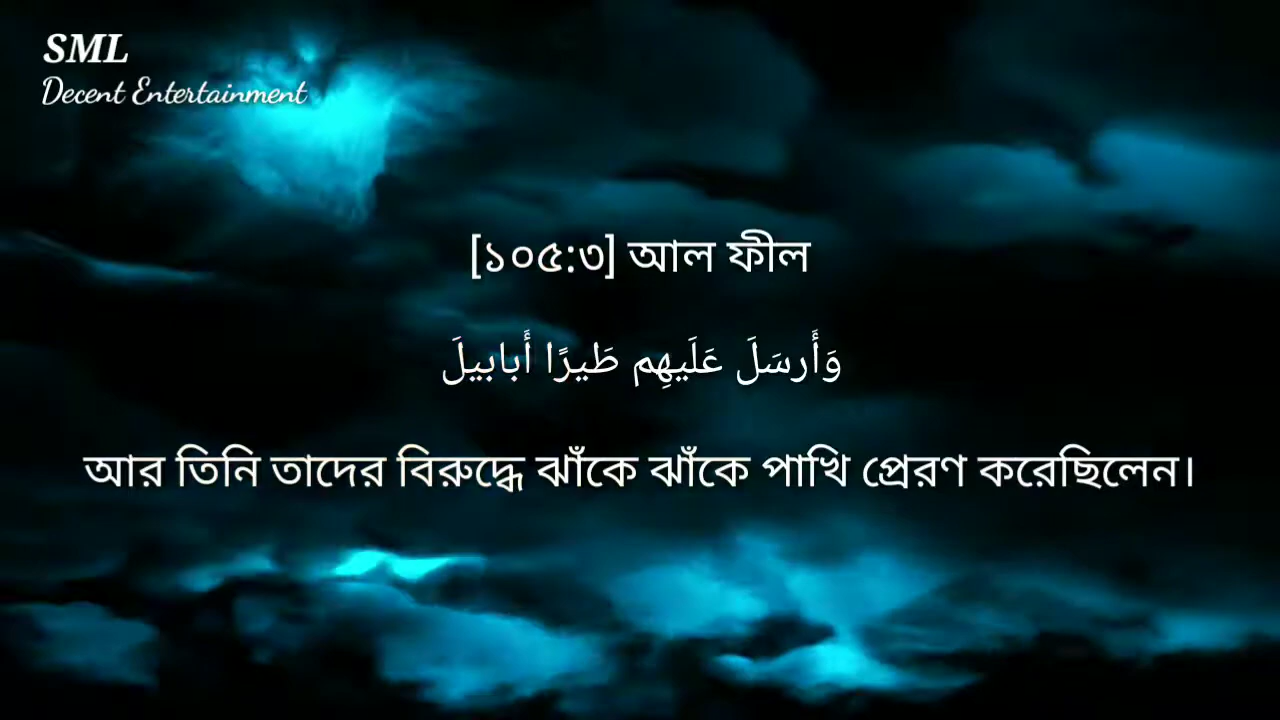 SML
Decent Entertainment
[১০৫:৩] আল ফীল
وَأَرسَلَ عَلَيهِم طَيرًا أَبابيلَ
আর তিনি তাদের বিরুদ্ধে ঝাঁকে ঝাঁকে পাখি প্রেরণ করেছিলেন।